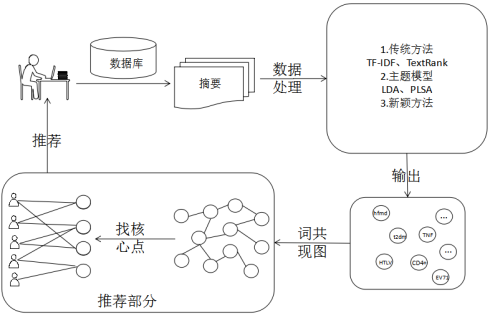 数据库
摘要
数据
处理
1.传统方法
TF-IDF、TextRank
2.主题模型
LDA、PLSA
3.新颖方法
输出
hfmd
...
t2dm
TNF
...
HTLV
CD4+
EV71
词共
现图
找核
心点
推荐部分
推荐